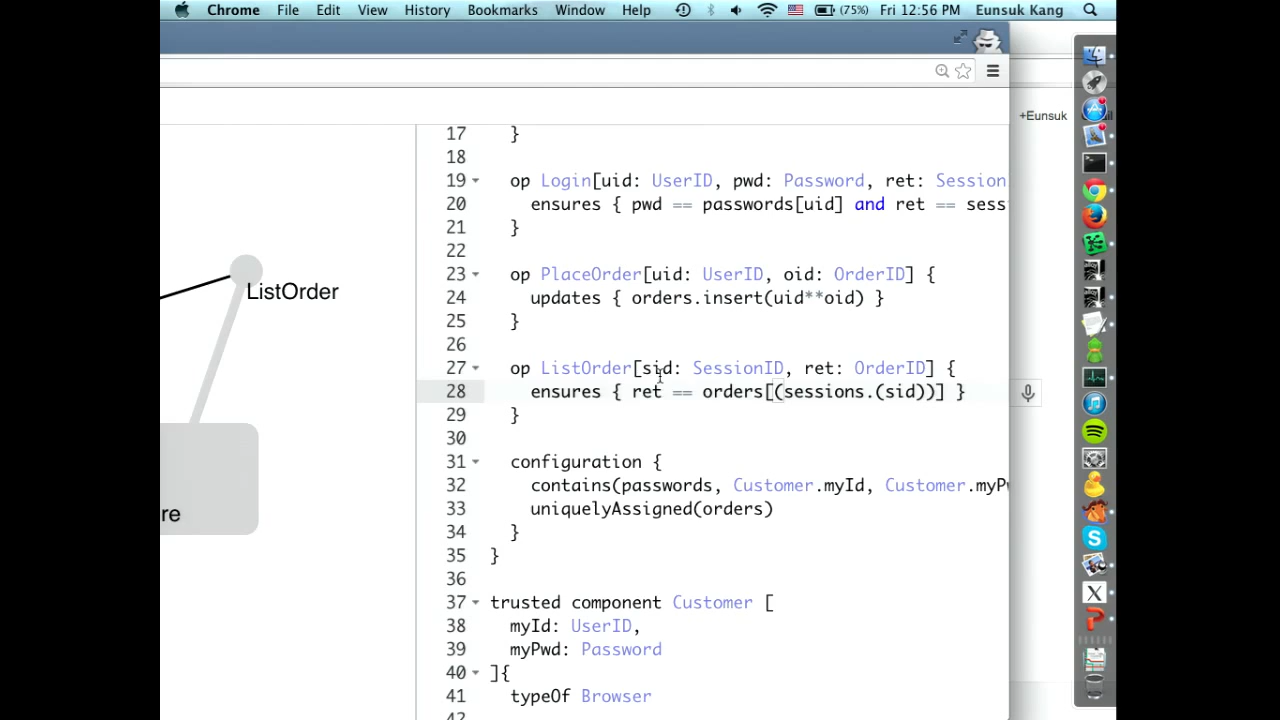 Chrome File Edit View History Bookmarks Window Help (75%) Fri 12:56 PM Eunsuk Kang
+Eunsuk
17 }
18
19 op Login[uid: UserID, pwd: Password, ret: Session
20 ensures { pwd == passwords[uid] and ret == sess
21 }
22
ListOrder
23 op PlaceOrder[uid: UserID, oid: OrderID] {
24 updates { orders.insert(uid**oid) }
25 }
26
27 op ListOrder[sid: SessionID, ret: OrderID] {
28 ensures { ret == orders[(sessions.(sid))] }
29 }
30
31 configuration {
32 contains(passwords, Customer.myId, Customer.myPw
re
33 uniquelyAssigned(orders)
34 }
35 }
36
37 trusted component Customer [
38 myId: UserID,
39 myPwd: Password
40 ]{
41 typeOf Browser
42